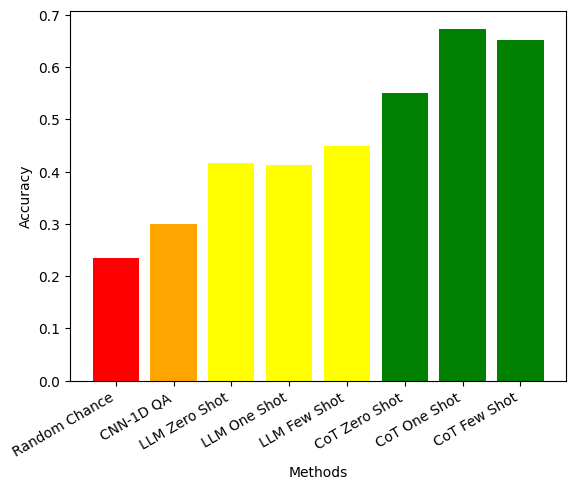 0.7
0.6
0.5
0.4
0.3
0.2
0.1
0.0
Accuracy
Random Chance
CNN-1D QA
LLM Zero Shot
LLM One Shot
LLM Few Shot
CoT Zero Shot
CoT One Shot
CoT Few Shot
Methods